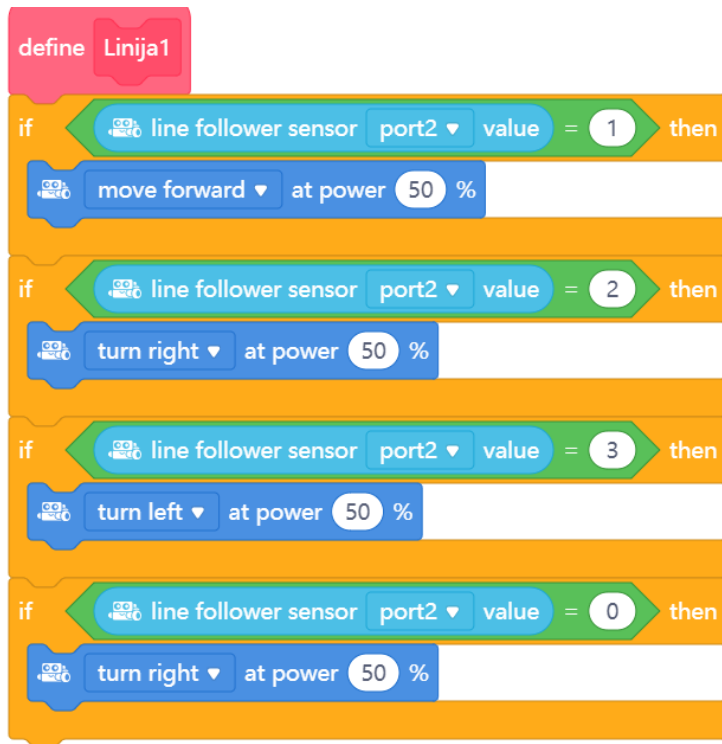 define Linija1
if line follower sensor port2 value = 1 then
move forward at power 50 %
if line follower sensor port2 value = 2 then
turn right at power 50 %
if line follower sensor port2 value = 3 then
turn left at power 50 %
if line follower sensor port2 value = 0 then
turn right at power 50 %